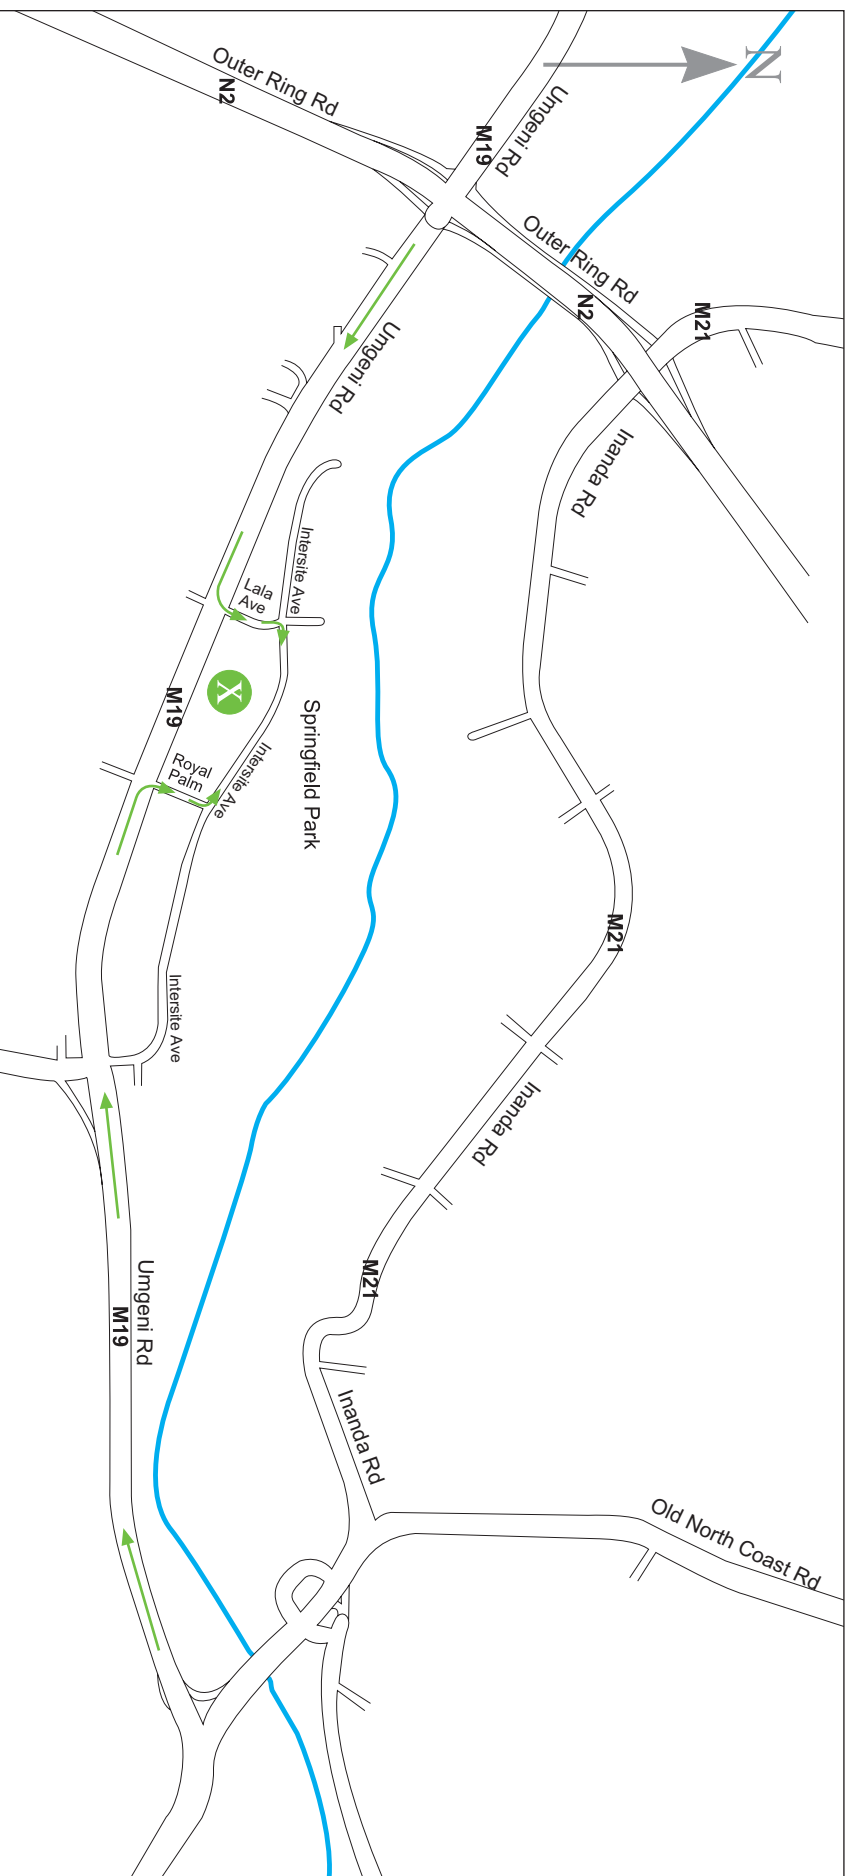 N
Outer Ring Rd
N2
Umgeni Rd
M19
Outer Ring Rd
N2
M21
Umgeni Rd
Inanda Rd
Intersite Ave
Lala
Ave
X
M19
Springfield Park
Royal
Palm
Intersite Ave
M21
Intersite Ave
Inanda Rd
M21
Umgeni Rd
M19
Inanda Rd
Old North Coast Rd